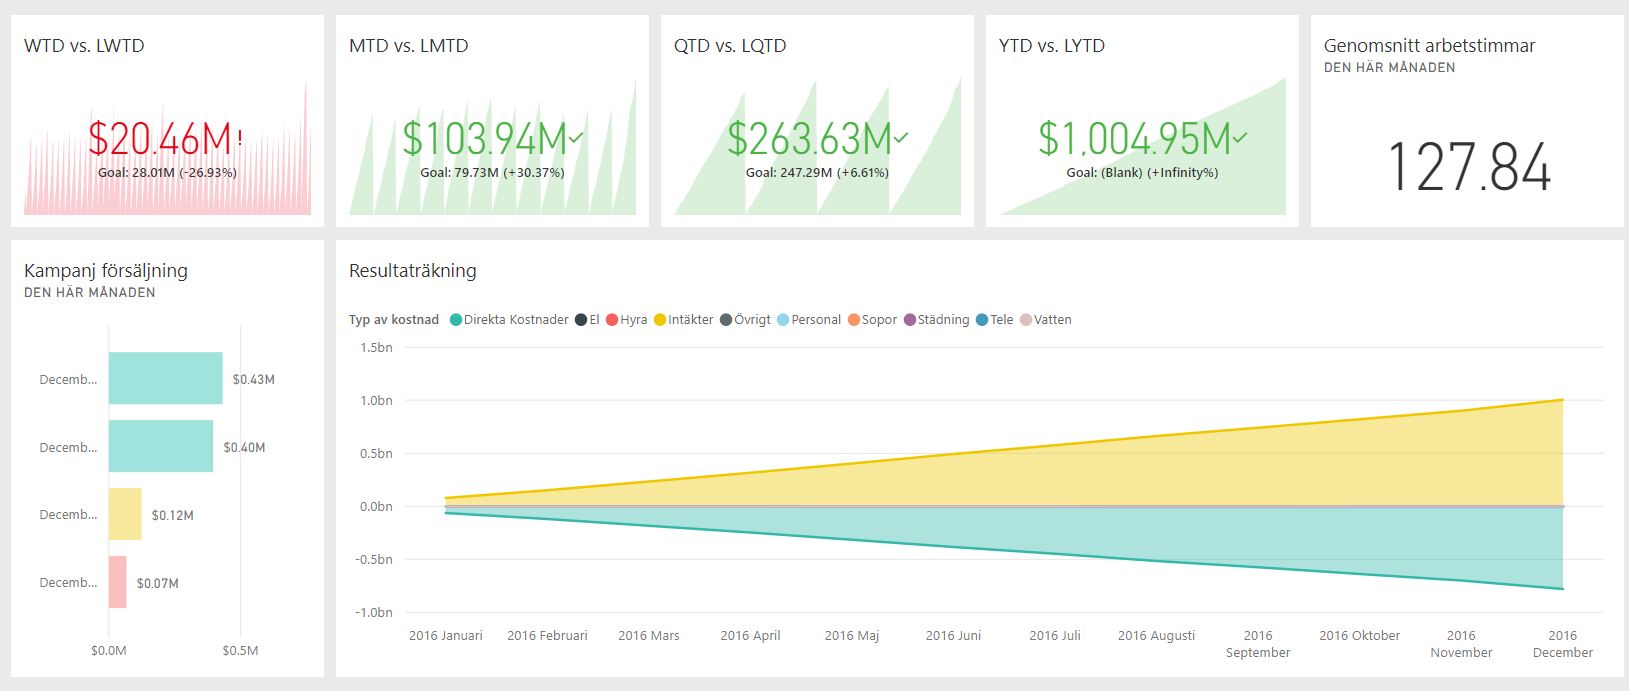 WTD vs. LWTD
$20.46M!
Goal: 28.01M (-26.93%)
MTD vs. LMTD
$103.94M✓
Goal: 79.73M (+30.37%)
QTD vs. LQTD
$263.63M✓
Goal: 247.29M (+6.61%)
YTD vs. LYTD
$1,004.95M✓
Goal: (Blank) (+Infinity%)
Genomsnitt arbetstimmar
DEN HÄR MÅNADEN
127.84
Kampanj försäljning
DEN HÄR MÅNADEN
Decemb... $0.43M
Decemb... $0.40M
Decemb... $0.12M
Decemb... $0.07M
$0.0M $0.5M
Resultaträkning
Typ av kostnad Direkta Kostnader El Hyra Intäkter Övrigt Personal Sopor Städning Tele Vatten
1.5bn
1.0bn
0.5bn
0.0bn
-0.5bn
-1.0bn
2016 Januari 2016 Februari 2016 Mars 2016 April 2016 Maj 2016 Juni 2016 Juli 2016 Augusti 2016 September 2016 Oktober 2016 November 2016 December